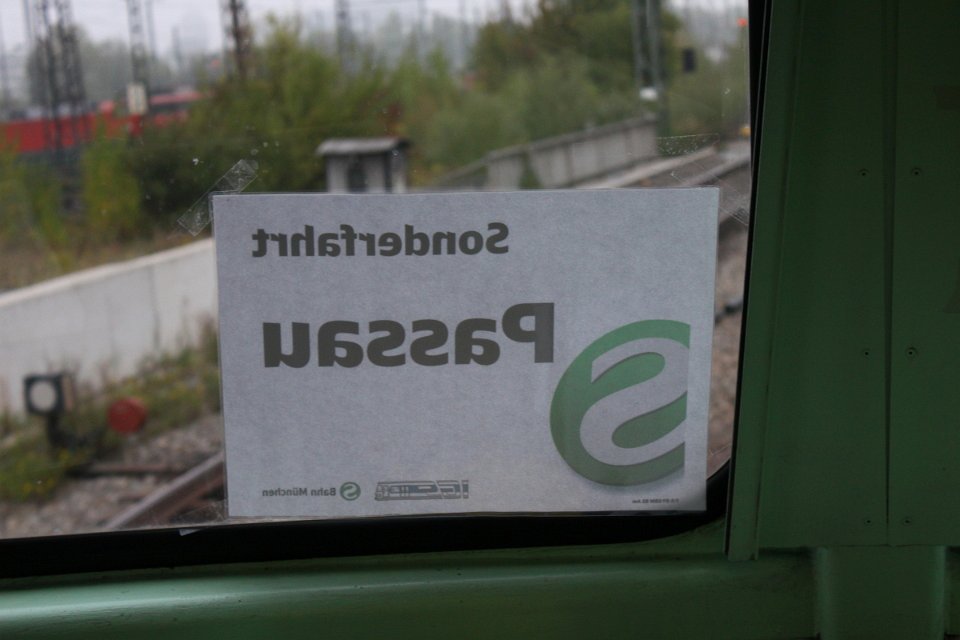 Sonderfahrt
Passau
S
S Bahn München